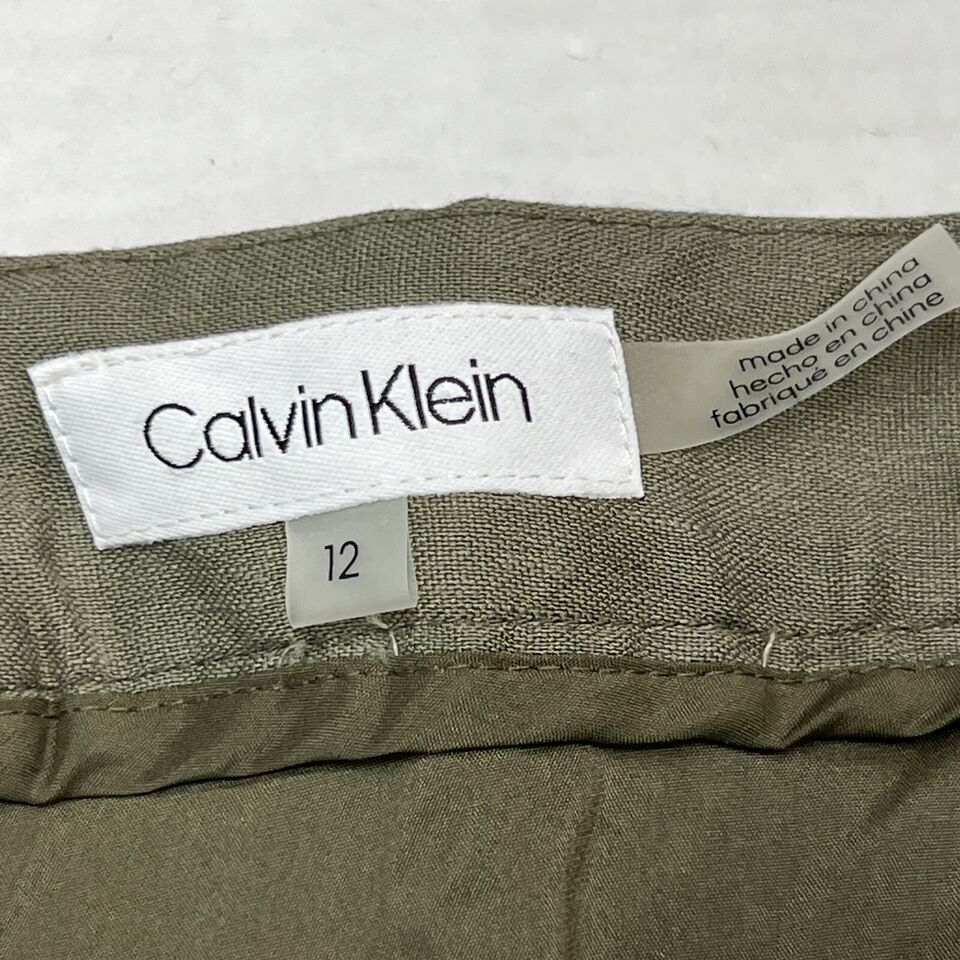 Calvin Klein
12
made in china
hecho en china
fabriqué en chine